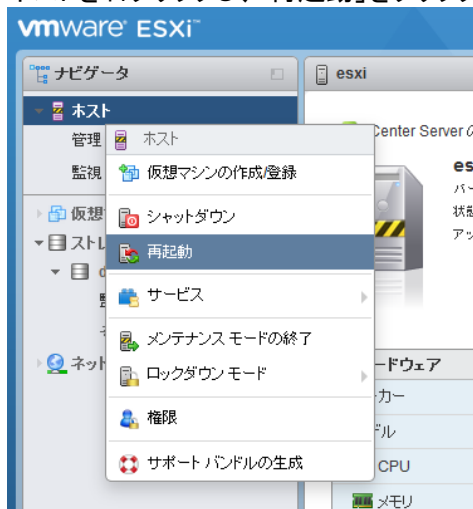 vmware ESXi™
ナビゲータ
esxi
ホスト
管理
監視
ホスト
仮想マシンの作成/登録
シャットダウン
再起動
サービス
メンテナンス モードの終了
ロックダウン モード
権限
サポート バンドルの生成
仮想
ストレ
ネット
Center Server の
es
バー
状態
アッ
ードウェア
ーカー
デル
CPU
メモリ